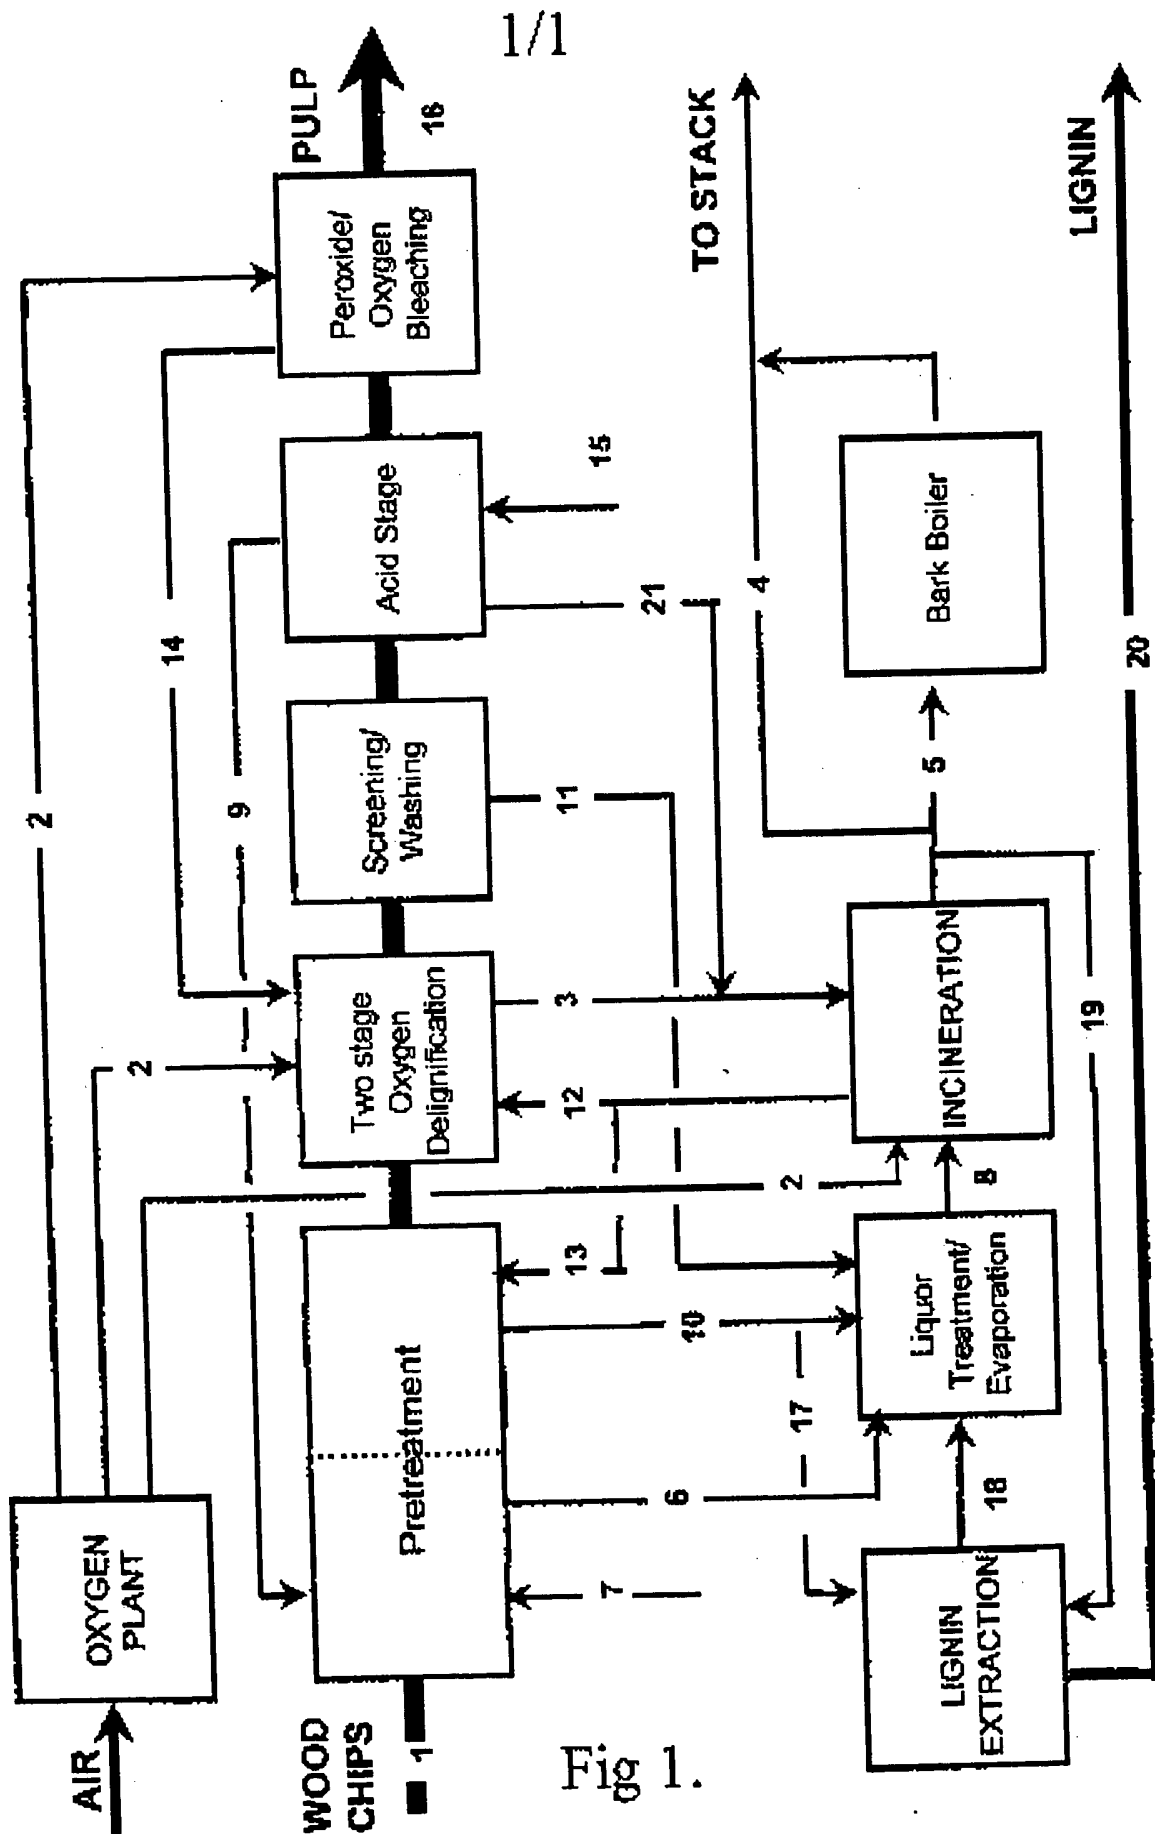 1/1
AIR
OXYGEN
PLANT
2
2
2
14
9
WOOD
CHIPS
1
Pretreatment
Two stage
Oxygen
Delignification
Screening/
Washing
Acid Stage
Peroxide/
Oxygen
Bleaching
PULP
16
7
6
10
13
12
3
11
21
15
17
LIGNIN
EXTRACTION
18
Liquor
Treatment/
Evaporation
8
INCINERATION
5
4
Bark Boiler
TO STACK
19
20
LIGNIN
Fig 1.